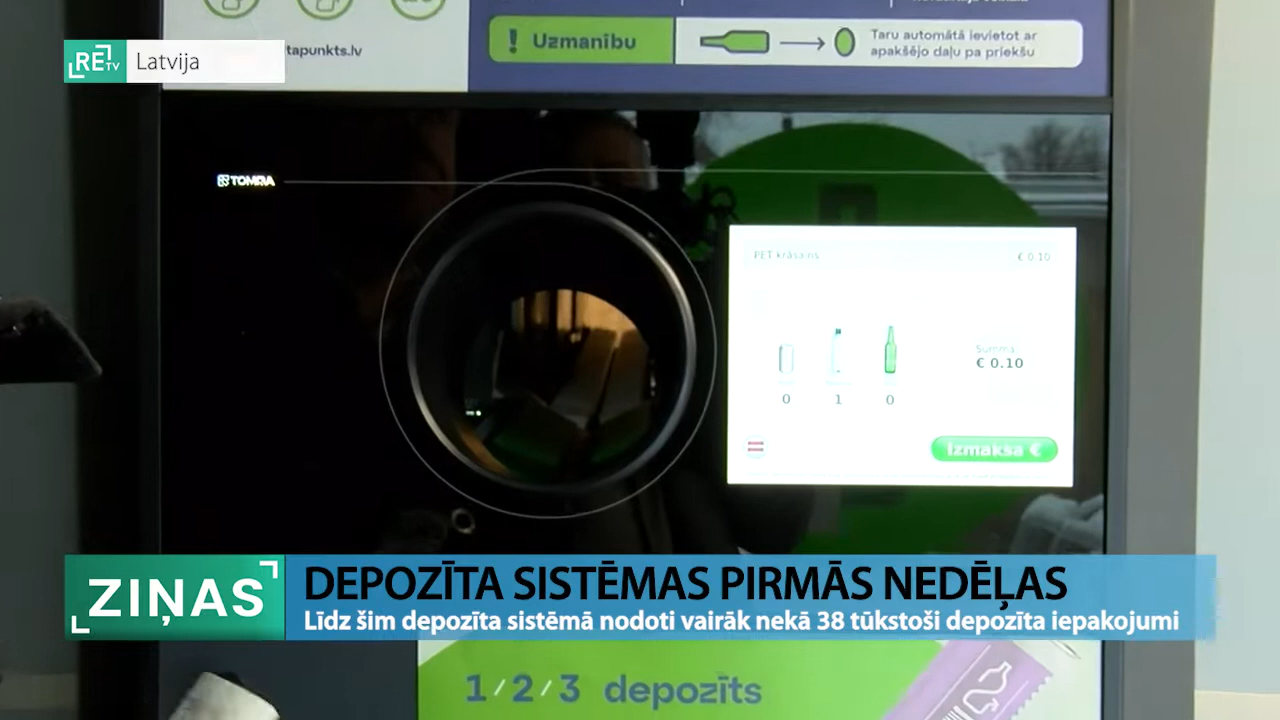 RE TV
Latvija
tapunkts.lv
! Uzmanību
Taru automātā ievietot ar
apakšējo daļu pa priekšu
TOMRA
PET krāsains
€ 0.10
Summa
€ 0.10
0
1
0
Izmaksa €
ZIŅAS
DEPOZĪTA SISTĒMAS PIRMĀS NEDĒĻAS
Līdz šim depozīta sistēmā nodoti vairāk nekā 38 tūkstoši depozīta iepakojumi
1/2/3 depozīts